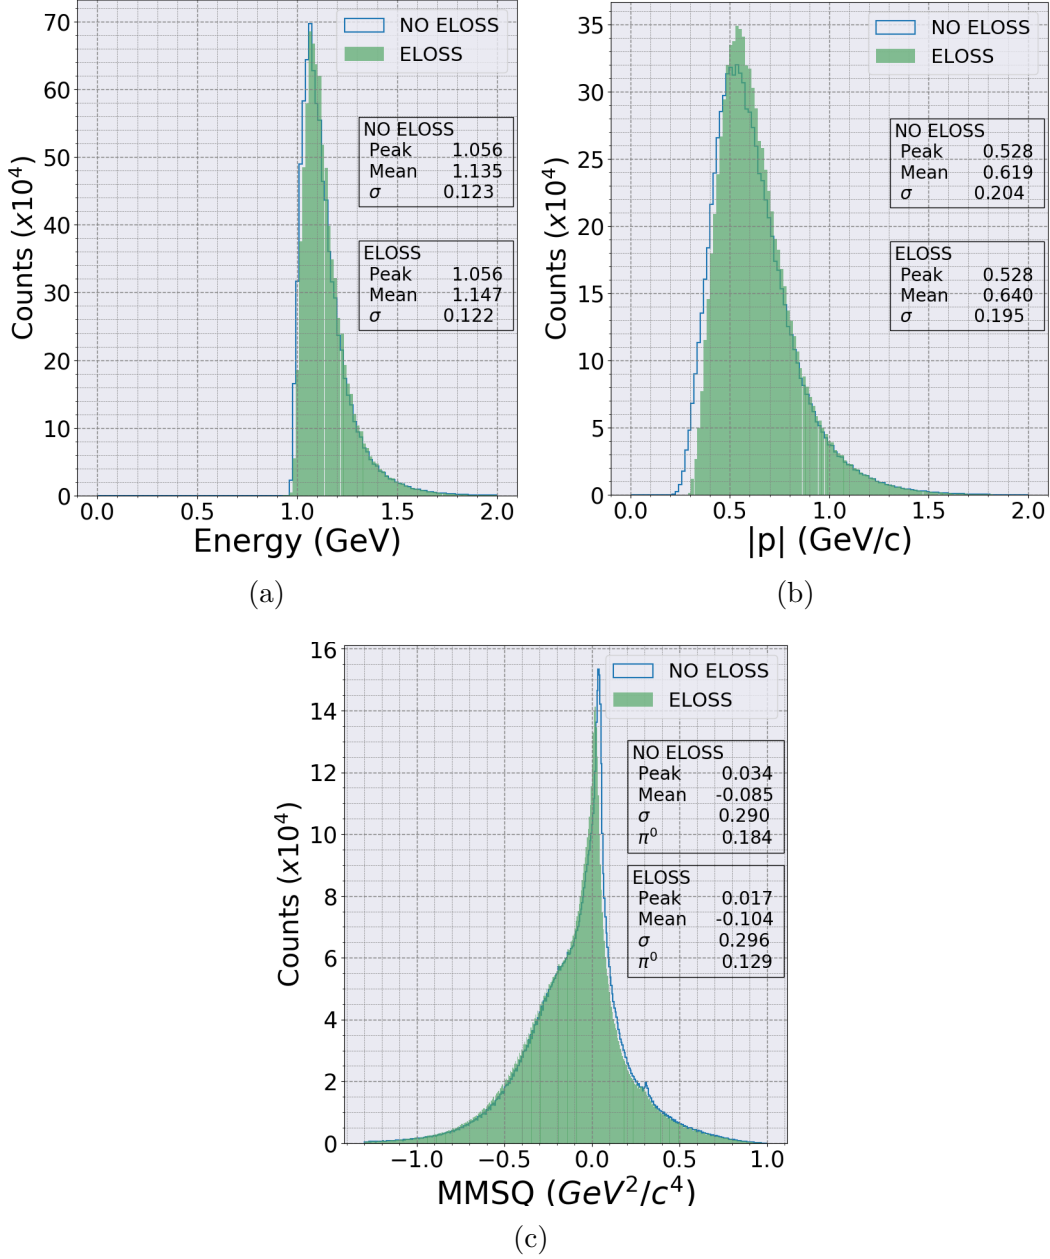 NO ELOSS
ELOSS
NO ELOSS
Peak 1.056
Mean 1.135
σ 0.123
ELOSS
Peak 1.056
Mean 1.147
σ 0.122
Counts (x10⁴)
70
60
50
40
30
20
10
0
0.0 0.5 1.0 1.5 2.0
Energy (GeV)
(a)
NO ELOSS
ELOSS
NO ELOSS
Peak 0.528
Mean 0.619
σ 0.204
ELOSS
Peak 0.528
Mean 0.640
σ 0.195
Counts (x10⁴)
35
30
25
20
15
10
5
0
0.0 0.5 1.0 1.5 2.0
|p| (GeV/c)
(b)
NO ELOSS
ELOSS
NO ELOSS
Peak 0.034
Mean -0.085
σ 0.290
π⁰ 0.184
ELOSS
Peak 0.017
Mean -0.104
σ 0.296
π⁰ 0.129
Counts (x10⁴)
16
14
12
10
8
6
4
2
0
−1.0 −0.5 0.0 0.5 1.0
MMSQ (GeV²/c⁴)
(c)